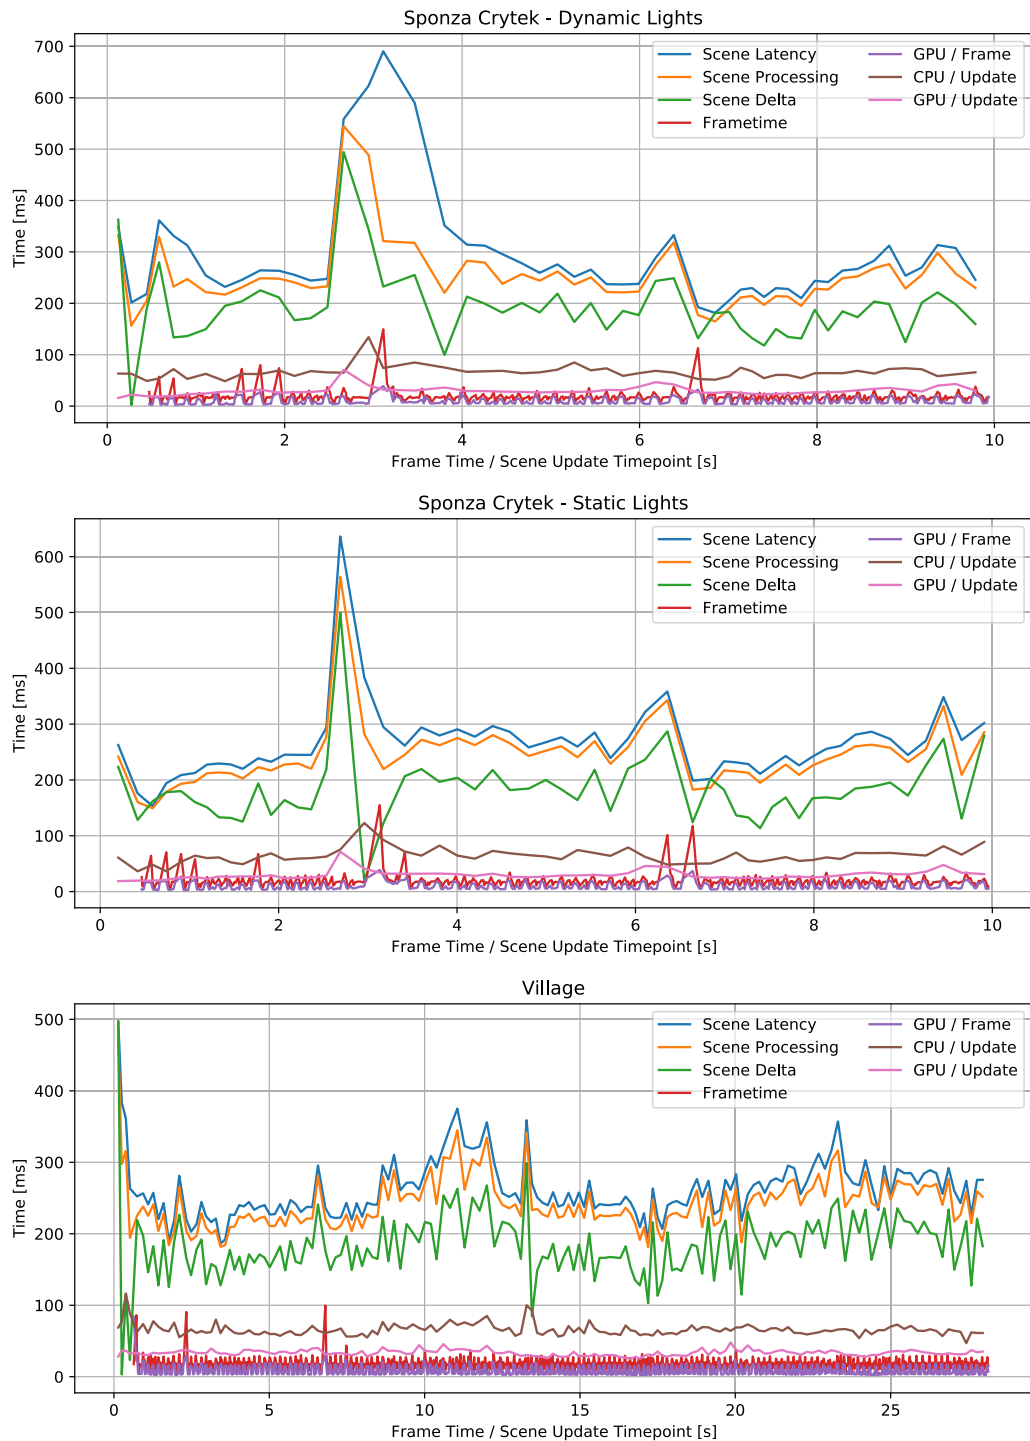 Sponza Crytek - Dynamic Lights
700
600
500
400
300
200
100
0
Time [ms]
Scene Latency
Scene Processing
Scene Delta
Frametime
GPU / Frame
CPU / Update
GPU / Update
0 2 4 6 8 10
Frame Time / Scene Update Timepoint [s]
Sponza Crytek - Static Lights
600
500
400
300
200
100
0
Time [ms]
Scene Latency
Scene Processing
Scene Delta
Frametime
GPU / Frame
CPU / Update
GPU / Update
0 2 4 6 8 10
Frame Time / Scene Update Timepoint [s]
Village
500
400
300
200
100
0
Time [ms]
Scene Latency
Scene Processing
Scene Delta
Frametime
GPU / Frame
CPU / Update
GPU / Update
0 5 10 15 20 25
Frame Time / Scene Update Timepoint [s]